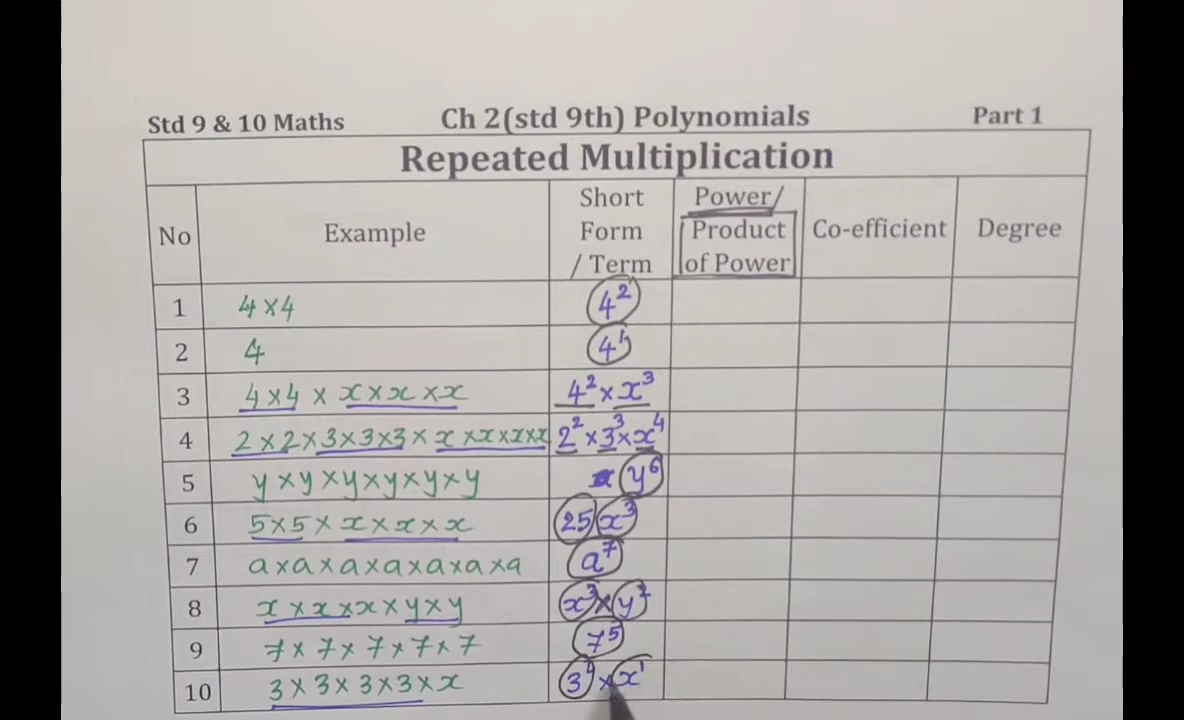 Std 9 & 10 Maths Ch 2(std 9th) Polynomials Part 1
Repeated Multiplication
No Example Short Form / Term Power/ Product of Power Co-efficient Degree
1 4 × 4 4²
2 4 4¹
3 4 × 4 × x × x × x 4² × x³
4 2 × 2 × 3 × 3 × 3 × x × x × x × x 2² × 3³ × x⁴
5 y × y × y × y × y × y y⁶
6 5 × 5 × x × x × x 25 x³
7 a × a × a × a × a × a × a a⁷
8 x × x × x × y × y x³ × y²
9 7 × 7 × 7 × 7 × 7 7⁵
10 3 × 3 × 3 × 3 × x 3⁴ × x¹